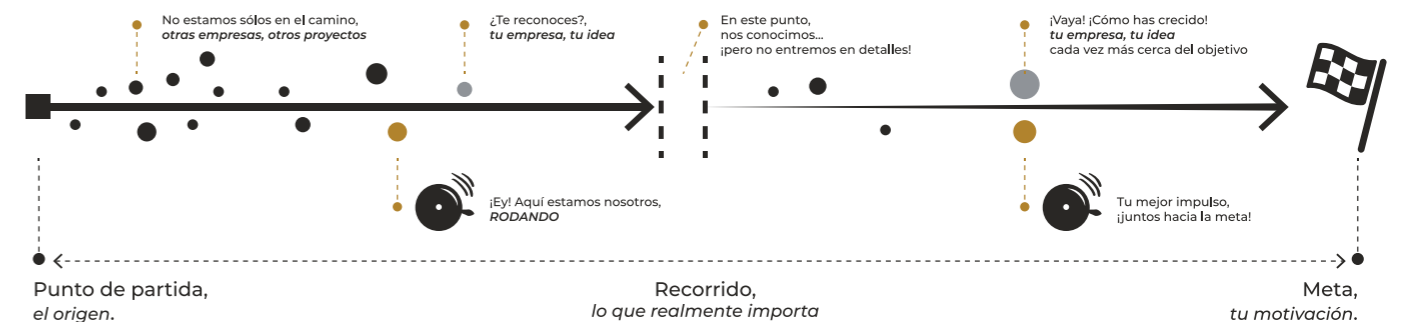 No estamos sólos en el camino,
otras empresas, otros proyectos
¿Te reconoces?,
tu empresa, tu idea
En este punto,
nos conocimos...
¡pero no entremos en detalles!
¡Vaya! ¡Cómo has crecido!
tu empresa, tu idea
cada vez más cerca del objetivo
¡Ey! Aquí estamos nosotros,
RODANDO
Tu mejor impulso,
¡juntos hacia la meta!
Punto de partida,
el origen.
Recorrido,
lo que realmente importa
Meta,
tu motivación.